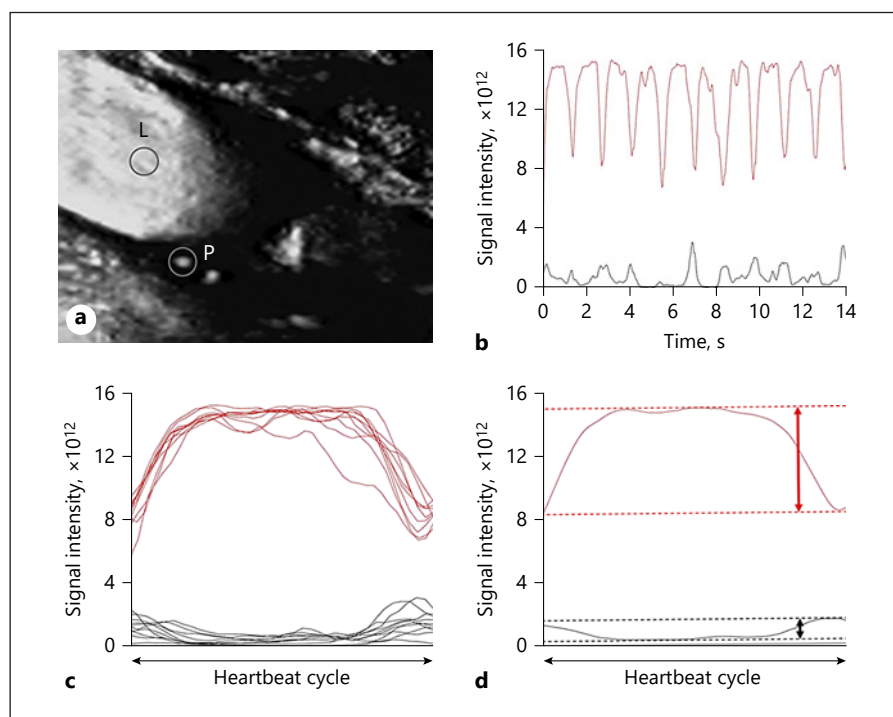 L
P
a
16
12
8
4
0
Signal intensity, ×10¹²
0 2 4 6 8 10 12 14
Time, s
b
16
12
8
4
0
Signal intensity, ×10¹²
Heartbeat cycle
c
16
12
8
4
0
Signal intensity, ×10¹²
Heartbeat cycle
d